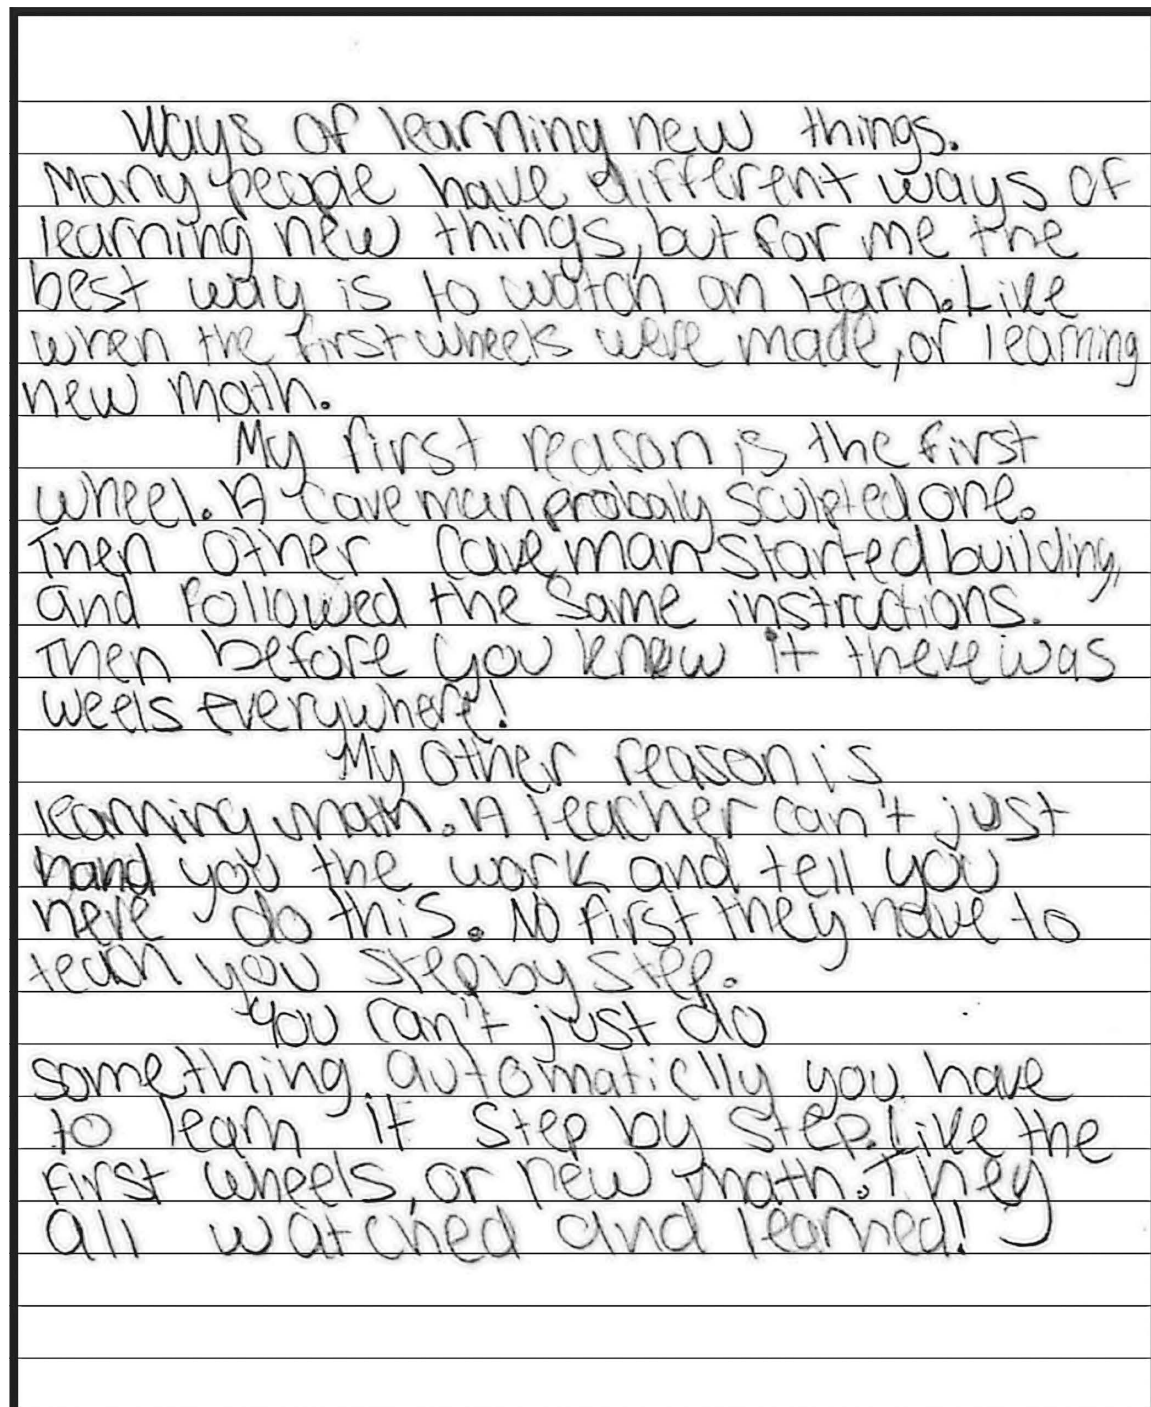 Ways of learning new things.
Many people have different ways of
learning new things, but for me the
best way is to watch an learn. Like
when the first wheels were made, or learning
new math.
My first reason is the first
wheel. A cave man probaly sculpted one.
Then other cave man started building,
and followed the same instructions.
Then before you knew it there was
weels everywhere!
My other reason is
learning math. A teacher can't just
hand you the work and tell you
here do this. No first they have to
teach you step by step.
You can't just do
something automaticlly you have
to learn it step by step. Like the
first wheels, or new math. They
all watched and learned!